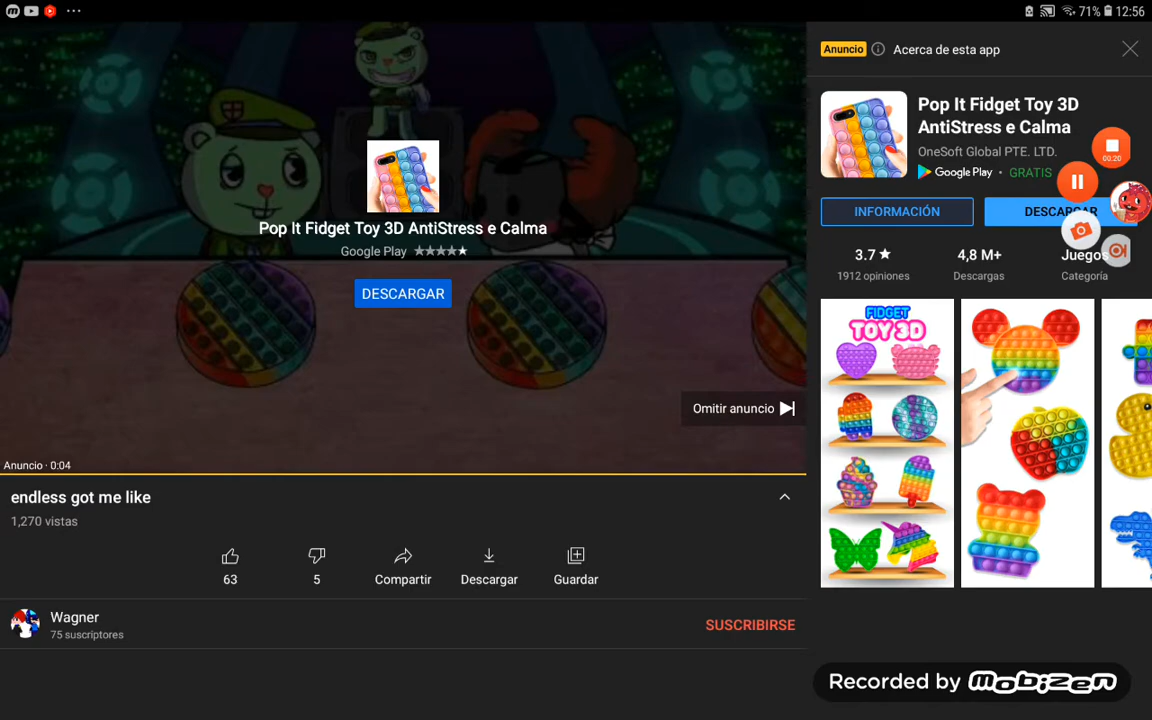 71% 12:56
Pop It Fidget Toy 3D AntiStress e Calma
Google Play
DESCARGAR
Omitir anuncio
Anuncio · 0:04
endless got me like
1,270 vistas
63
5
Compartir
Descargar
Guardar
Wagner
75 suscriptores
SUSCRIBIRSE
Anuncio
Acerca de esta app
Pop It Fidget Toy 3D
AntiStress e Calma
OneSoft Global PTE. LTD.
Google Play • GRATIS
00:20
INFORMACIÓN
DESCARGAR
3.7 ★
1912 opiniones
4,8 M+
Descargas
Juegos
Categoría
FIDGET
TOY 3D
Recorded by mobizen